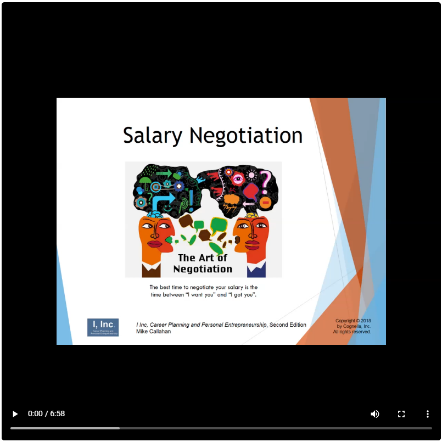 Salary Negotiation
The Art of
Negotiation
The best time to negotiate your salary is the
time between "I want you" and "I got you".
I, Inc.
I Inc, Career Planning and Personal Entrepreneurship, Second Edition
Mike Callahan
Copyright © 2019
by Cognella, Inc.
All rights reserved.
0:00 / 6:58